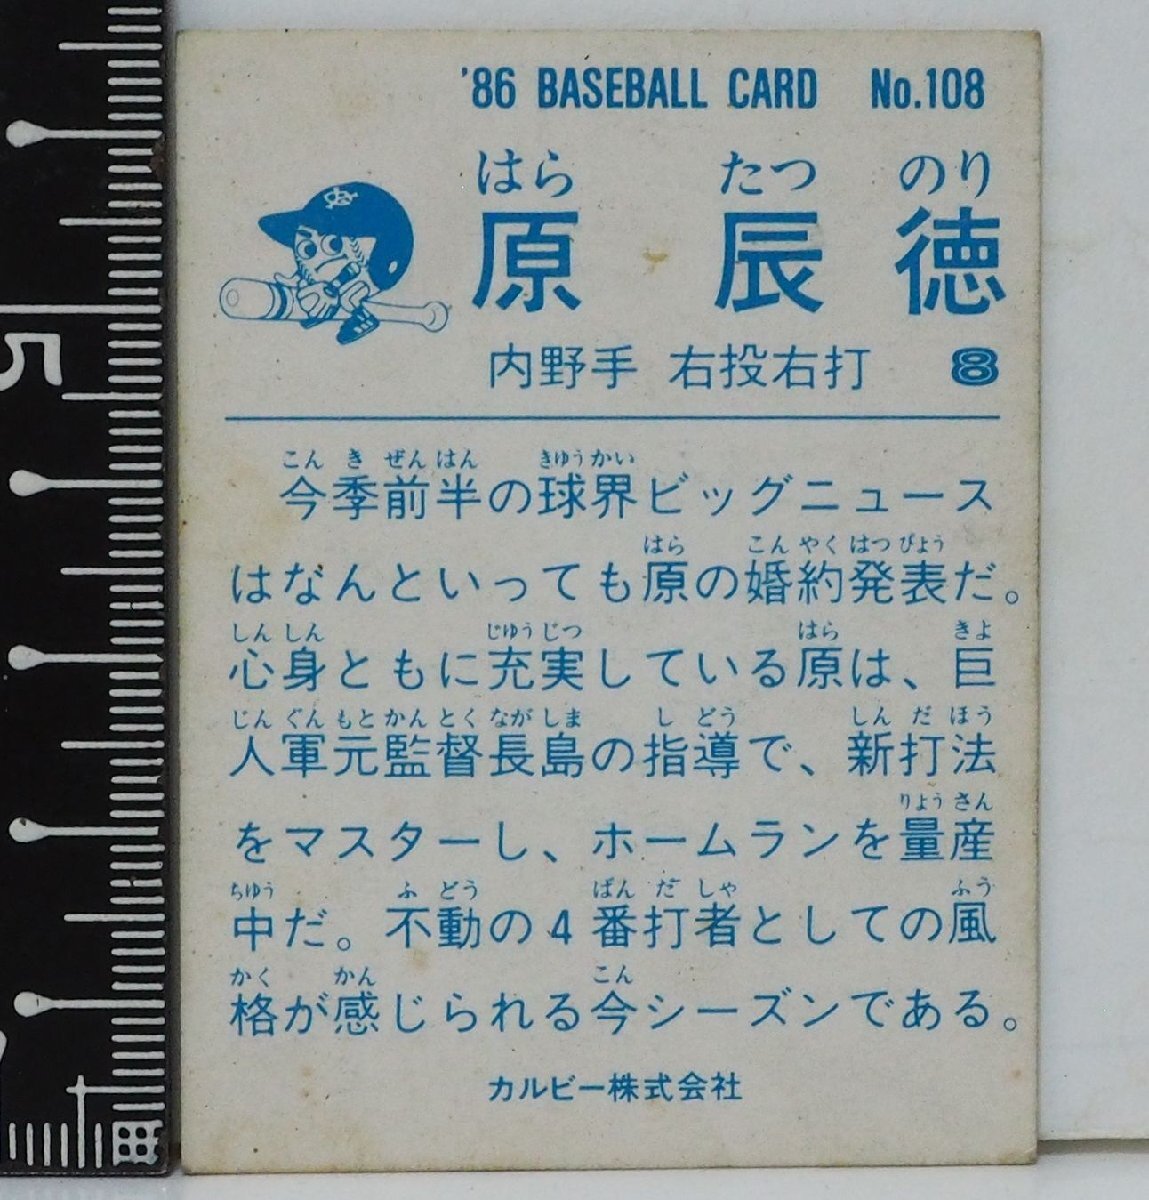 '86 BASEBALL CARD No.108
はら たつ のり
原 辰 徳
内野手 右投右打 8
こん き ぜん はん きゅう かい
今季前半の球界ビッグニュース
はら こん やく はっ ぴょう
はなんといっても原の婚約発表だ。
しん しん じゅう じつ はら きょ
心身ともに充実している原は、巨
じん ぐん もと かん とく なが しま し どう しん だ ほう
人軍元監督長島の指導で、新打法
りょう さん
をマスターし、ホームランを量産
ちゅう ふ どう ばん だ しゃ ふう
中だ。不動の4番打者としての風
かく かん こん
格が感じられる今シーズンである。
カルビー株式会社
5